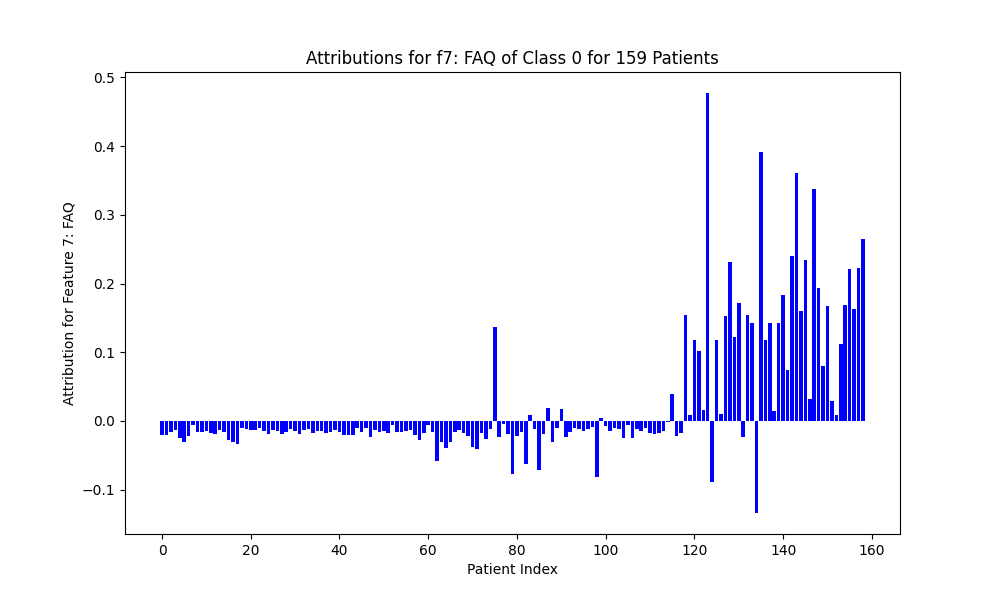 Attributions for f7: FAQ of Class 0 for 159 Patients
Attribution for Feature 7: FAQ
0.5
0.4
0.3
0.2
0.1
0.0
−0.1
0 20 40 60 80 100 120 140 160
Patient Index